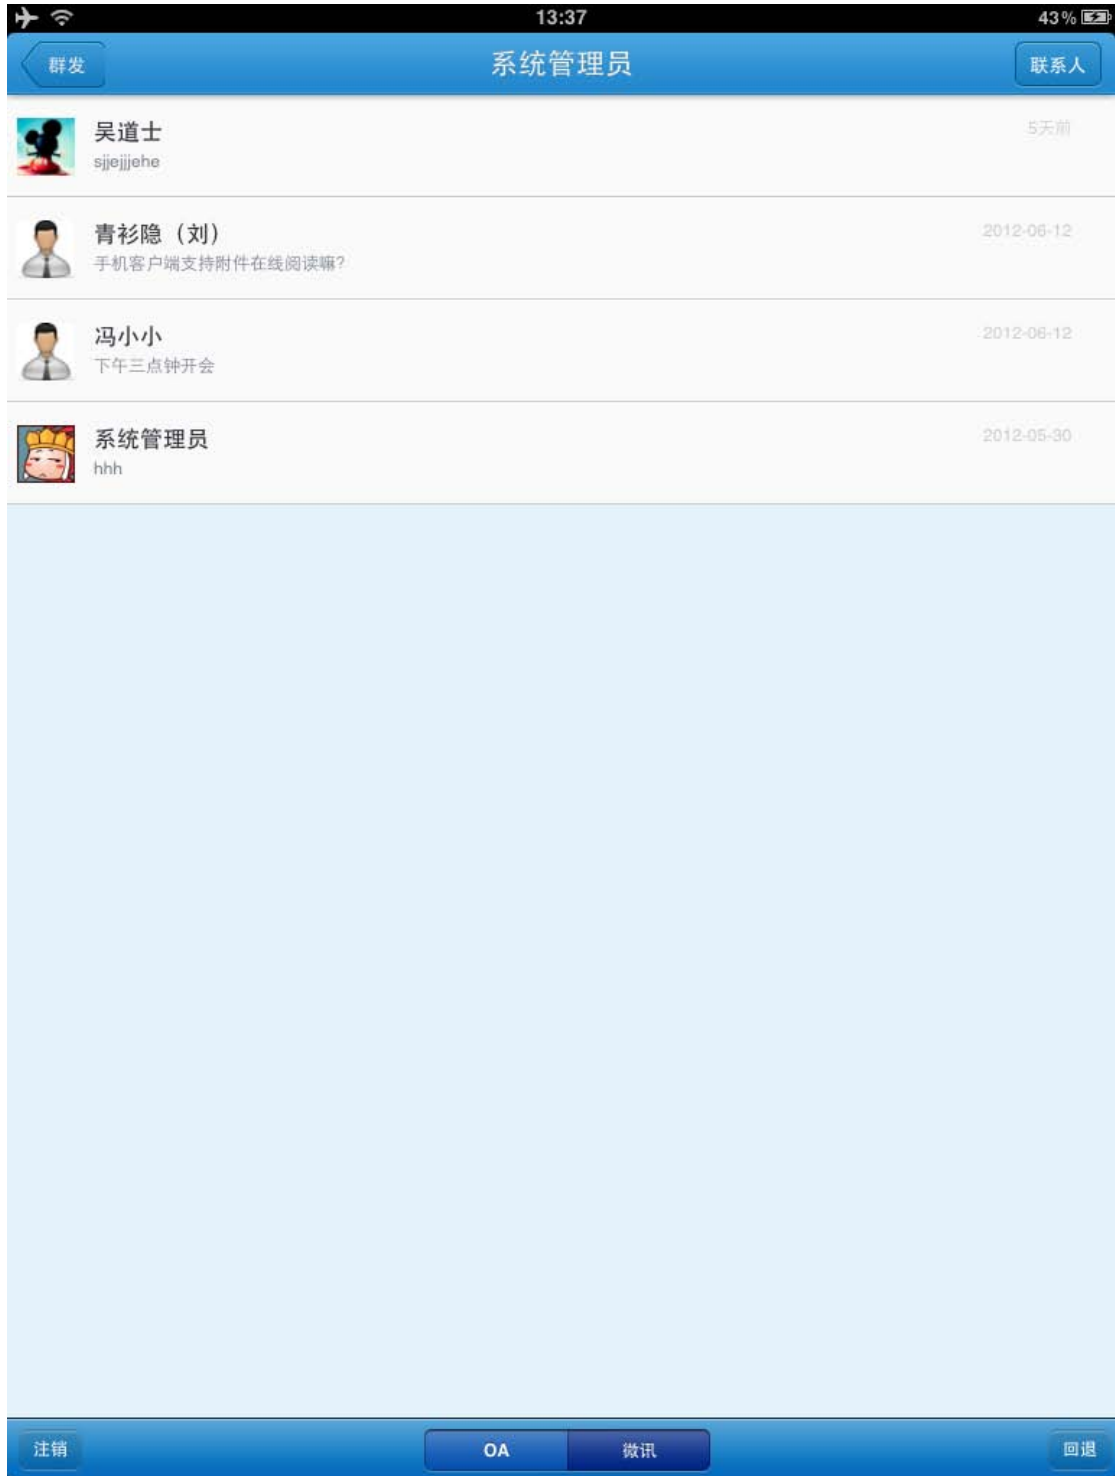 13:37
43%
群发
系统管理员
联系人
吴道士
5天前
sjjejjjehe
青衫隐（刘）
2012-06-12
手机客户端支持附件在线阅读嘛?
冯小小
2012-06-12
下午三点钟开会
系统管理员
2012-05-30
hhh
注销
OA
微讯
回退